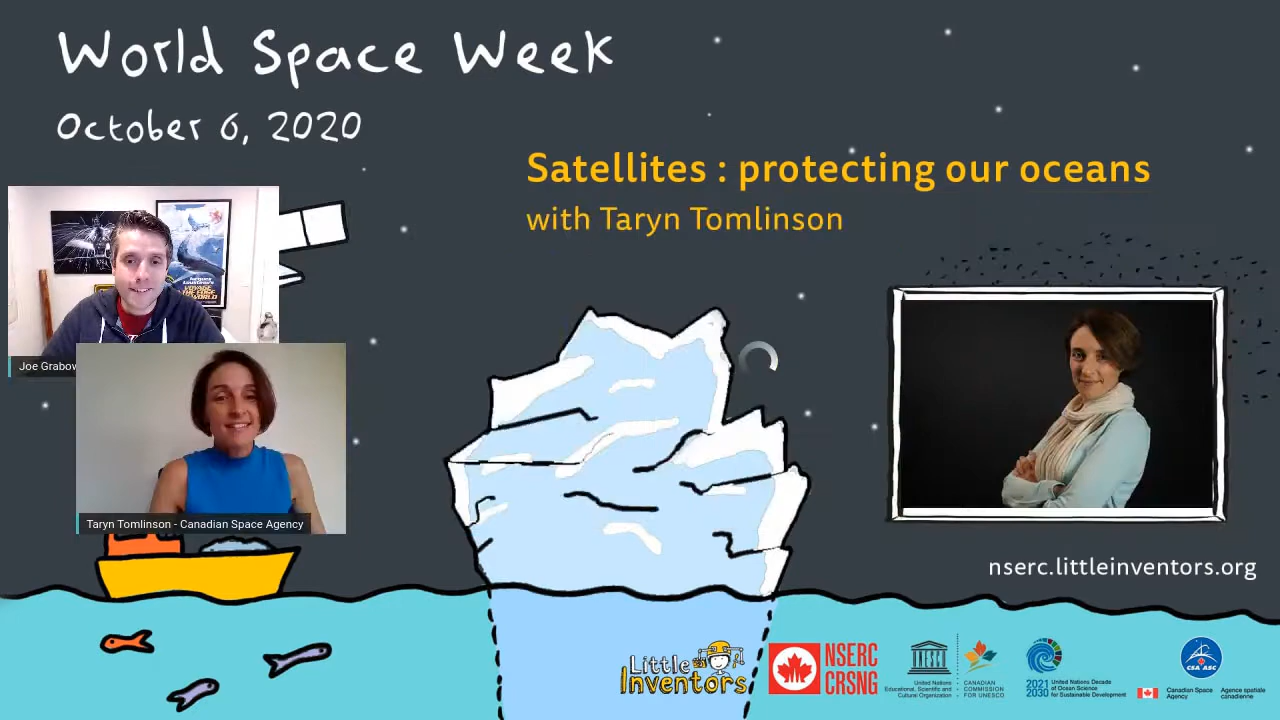 World Space Week
October 6, 2020
Satellites : protecting our oceans
with Taryn Tomlinson
Joe Grabow
Taryn Tomlinson - Canadian Space Agency
nserc.littleinventors.org
Little
Inventors
NSERC
CRSNG
UNESCO
United Nations
Educational, Scientific and
Cultural Organization
CANADIAN
COMMISSION
FOR UNESCO
2021
2030
United Nations Decade
of Ocean Science
for Sustainable Development
CSA ASC
Canadian Space
Agency
Agence spatiale
canadienne